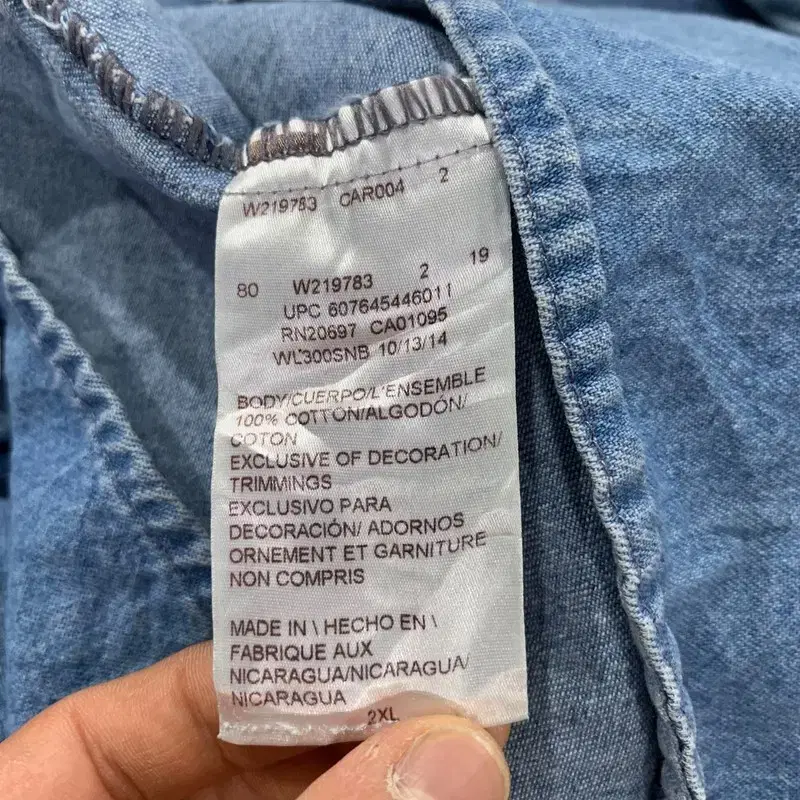 W219783 CAR004 2
80 W219783 2 19
UPC 607645446011
RN20697 CA01095
WL300SNB 10/13/14
BODY/CUERPO/L'ENSEMBLE
100% COTTON/ALGODÓN/
COTON
EXCLUSIVE OF DECORATION/
TRIMMINGS
EXCLUSIVO PARA
DECORACIÓN/ ADORNOS
ORNEMENT ET GARNITURE
NON COMPRIS
MADE IN \ HECHO EN \
FABRIQUE AUX
NICARAGUA/NICARAGUA/
NICARAGUA
2XL